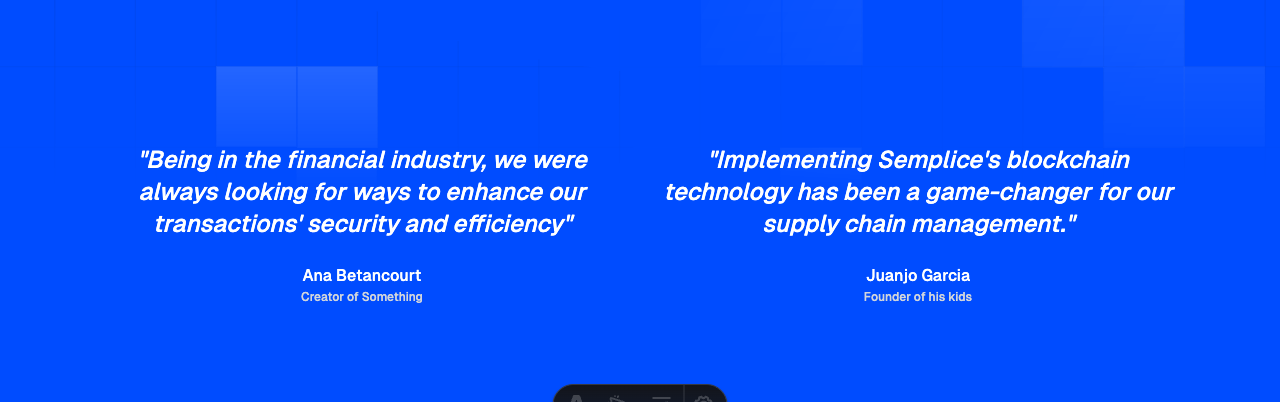 "Being in the financial industry, we were
always looking for ways to enhance our
transactions' security and efficiency"
Ana Betancourt
Creator of Something
"Implementing Semplice's blockchain
technology has been a game-changer for our
supply chain management."
Juanjo Garcia
Founder of his kids